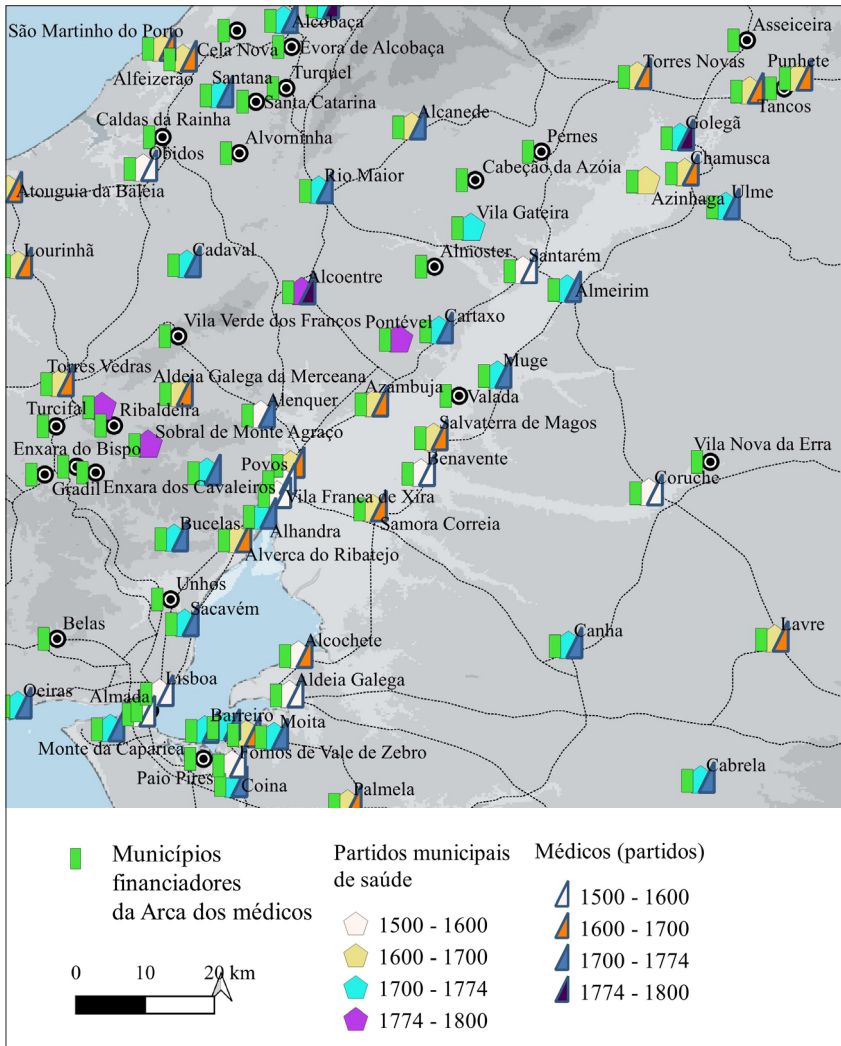 Alcobaça
Asseiceira
São Martinho do Porto
Cela Nova
Évora de Alcobaça
Torres Novas
Punhete
Alfeizerão
Santana
Turquel
Santa Catarina
Tancos
Caldas da Rainha
Alcanede
Golegã
Óbidos
Alvorninha
Pernes
Chamusca
Cabeção da Azóia
Atouguia da Baleia
Rio Maior
Azinhaga
Ulme
Vila Gateira
Lourinhã
Cadaval
Almoster
Santarém
Alcoentre
Almeirim
Vila Verde dos Francos
Pontével
Cartaxo
Torres Vedras
Aldeia Galega da Merceana
Muge
Azambuja
Valada
Turcifal
Ribaldeira
Alenquer
Salvaterra de Magos
Sobral de Monte Agraço
Enxara do Bispo
Povos
Benavente
Vila Nova da Erra
Gradil
Enxara dos Cavaleiros
Vila Franca de Xira
Coruche
Bucelas
Alhandra
Samora Correia
Alverca do Ribatejo
Unhos
Sacavém
Belas
Alcochete
Canha
Lavre
Lisboa
Aldeia Galega
Oeiras
Almada
Barreiro
Moita
Monte da Caparica
Fornos de Vale de Zebro
Paio Pires
Coina
Palmela
Cabrela
Municípios
financiadores
da Arca dos médicos
0 10 20 km
Partidos municipais
de saúde
1500 - 1600
1600 - 1700
1700 - 1774
1774 - 1800
Médicos (partidos)
1500 - 1600
1600 - 1700
1700 - 1774
1774 - 1800